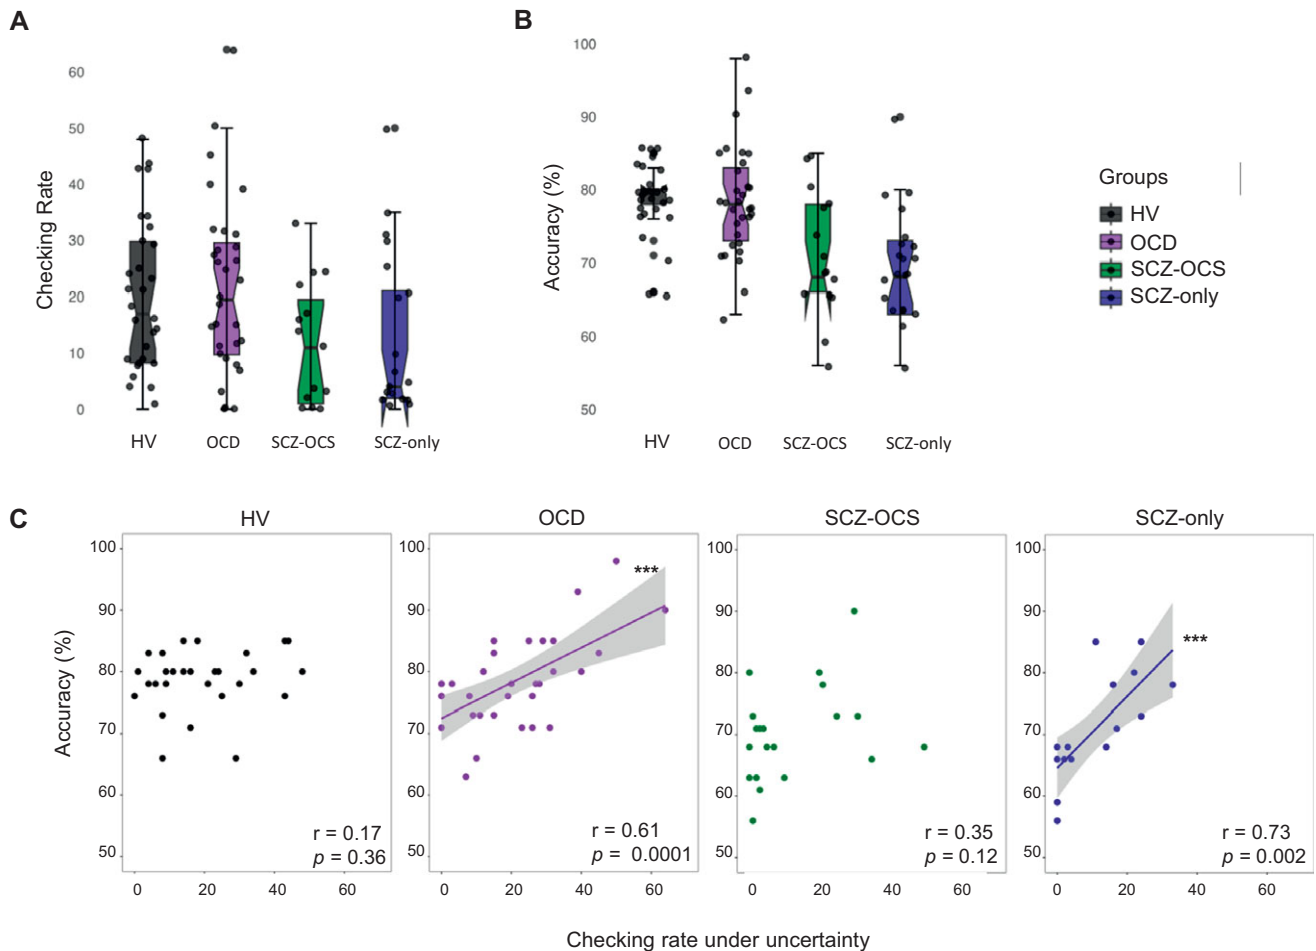 A
Checking Rate
60
50
40
30
20
10
0
HV OCD SCZ-OCS SCZ-only
B
Accuracy (%)
100
90
80
70
60
50
HV OCD SCZ-OCS SCZ-only
Groups
HV
OCD
SCZ-OCS
SCZ-only
C
Accuracy (%)
HV
100
90
80
70
60
50
r = 0.17
p = 0.36
0 20 40 60
OCD
100
90
80
70
60
50
***
r = 0.61
p = 0.0001
0 20 40 60
SCZ-OCS
100
90
80
70
60
50
r = 0.35
p = 0.12
0 20 40 60
SCZ-only
100
90
80
70
60
50
***
r = 0.73
p = 0.002
0 20 40 60
Checking rate under uncertainty